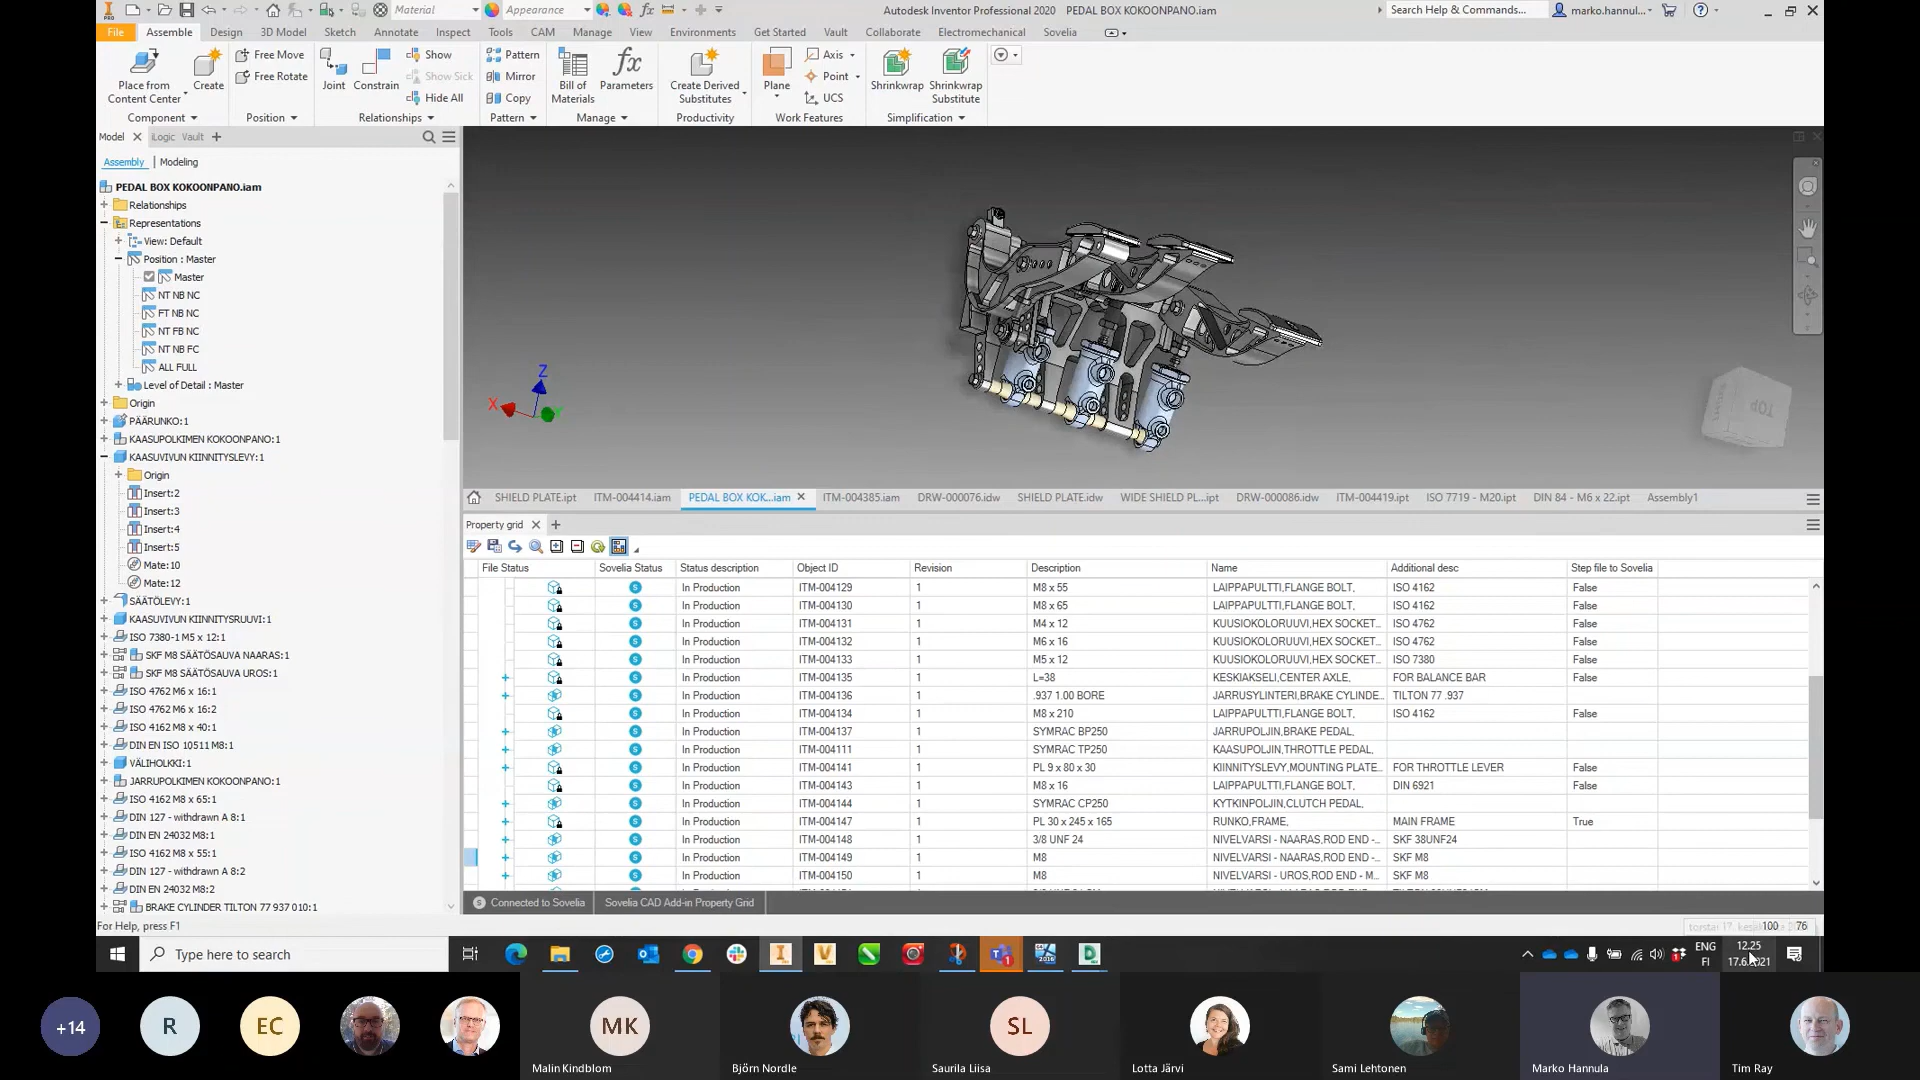 Material
Appearance
Autodesk Inventor Professional 2020 PEDAL BOX KOKOONPANO.iam
Search Help & Commands...
marko.hannul...
File Assemble Design 3D Model Sketch Annotate Inspect Tools CAM Manage View Environments Get Started Vault Collaborate Electromechanical Sovelia
Place from Content Center
Create
Free Move
Free Rotate
Joint
Constrain
Show
Show Sick
Hide All
Pattern
Mirror
Copy
Bill of Materials
Parameters
Create Derived Substitutes
Plane
Axis
Point
UCS
Shrinkwrap
Shrinkwrap Substitute
Component Position Relationships Pattern Manage Productivity Work Features Simplification
Model iLogic Vault
Assembly | Modeling
PEDAL BOX KOKOONPANO.iam
Relationships
Representations
View: Default
Position : Master
Master
NT NB NC
FT NB NC
NT FB NC
NT NB FC
ALL FULL
Level of Detail : Master
Origin
PÄÄRUNKO:1
KAASUPOLKIMEN KOKOONPANO:1
KAASUVIVUN KIINNITYSLEVY:1
Origin
Insert:2
Insert:3
Insert:4
Insert:5
Mate:10
Mate:12
SÄÄTÖLEVY:1
KAASUVIVUN KIINNITYSRUUVI:1
ISO 7380-1 M5 x 12:1
SKF M8 SÄÄTÖSAUVA NAARAS:1
SKF M8 SÄÄTÖSAUVA UROS:1
ISO 4762 M6 x 16:1
ISO 4762 M6 x 16:2
ISO 4162 M8 x 40:1
DIN EN ISO 10511 M8:1
VÄLIHOLKKI:1
JARRUPOLKIMEN KOKOONPANO:1
ISO 4162 M8 x 65:1
DIN 127 - withdrawn A 8:1
DIN EN 24032 M8:1
ISO 4162 M8 x 55:1
DIN 127 - withdrawn A 8:2
DIN EN 24032 M8:2
BRAKE CYLINDER TILTON 77 937 010:1
For Help, press F1
Z
X
Y
TOP
SHIELD PLATE.ipt ITM-004414.iam PEDAL BOX KOK...iam ITM-004385.iam DRW-000076.idw SHIELD PLATE.idw WIDE SHIELD PL...ipt DRW-000086.idw ITM-004419.ipt ISO 7719 - M20.ipt DIN 84 - M6 x 22.ipt Assembly1
Property grid
File Status Sovelia Status Status description Object ID Revision Description Name Additional desc Step file to Sovelia
In Production ITM-004129 1 M8 x 55 LAIPPAPULTTI,FLANGE BOLT, ISO 4162 False
In Production ITM-004130 1 M8 x 65 LAIPPAPULTTI,FLANGE BOLT, ISO 4162 False
In Production ITM-004131 1 M4 x 12 KUUSIOKOLORUUVI,HEX SOCKET... ISO 4762 False
In Production ITM-004132 1 M6 x 16 KUUSIOKOLORUUVI,HEX SOCKET... ISO 4762 False
In Production ITM-004133 1 M5 x 12 KUUSIOKOLORUUVI,HEX SOCKET... ISO 7380 False
In Production ITM-004135 1 L=38 KESKIAKSELI,CENTER AXLE, FOR BALANCE BAR False
In Production ITM-004136 1 .937 1.00 BORE JARRUSYLINTERI,BRAKE CYLINDE... TILTON 77 .937
In Production ITM-004134 1 M8 x 210 LAIPPAPULTTI,FLANGE BOLT, ISO 4162 False
In Production ITM-004137 1 SYMRAC BP250 JARRUPOLJIN,BRAKE PEDAL,
In Production ITM-004111 1 SYMRAC TP250 KAASUPOLJIN,THROTTLE PEDAL,
In Production ITM-004141 1 PL 9 x 80 x 30 KIINNITYSLEVY,MOUNTING PLATE... FOR THROTTLE LEVER False
In Production ITM-004143 1 M8 x 16 LAIPPAPULTTI,FLANGE BOLT, DIN 6921 False
In Production ITM-004144 1 SYMRAC CP250 KYTKINPOLJIN,CLUTCH PEDAL,
In Production ITM-004147 1 PL 30 x 245 x 165 RUNKO,FRAME, MAIN FRAME True
In Production ITM-004148 1 3/8 UNF 24 NIVELVARSI - NAARAS,ROD END -... SKF 38UNF24
In Production ITM-004149 1 M8 NIVELVARSI - NAARAS,ROD END -... SKF M8
In Production ITM-004150 1 M8 NIVELVARSI - UROS,ROD END - M... SKF M8
Connected to Sovelia Sovelia CAD Add-in Property Grid
100 76
Type here to search
ENG
FI
12.25
17.6.2021
+14
R
EC
MK
SL
Malin Kindblom
Björn Nordle
Saurila Liisa
Lotta Järvi
Sami Lehtonen
Marko Hannula
Tim Ray